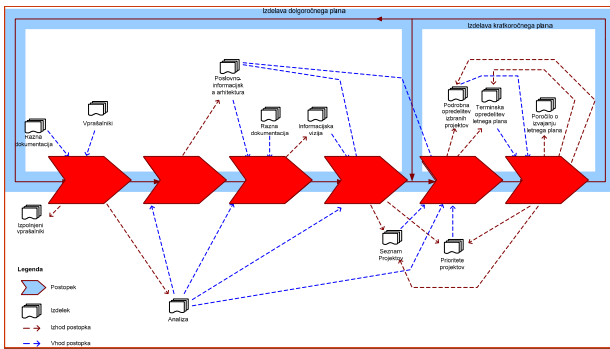 Izdelava dolgoročnega plana
Izdelava kratkoročnega plana
Poslovno-
informacijsk
a arhitektura
Razna
dokumentacija
Vprašalniki
Razna
dokumentacija
Informacijska
vizija
Podrobna
opredelitev
izbranih
projektov
Terminska
opredelitev
letnega plana
Poročilo o
izvajanju
letnega plana
Izpolnjeni
vprašalniki
Seznam
Projektov
Prioritete
projektov
Analiza
Legenda
Postopek
Izdelek
Izhod postopka
Vhod postopka